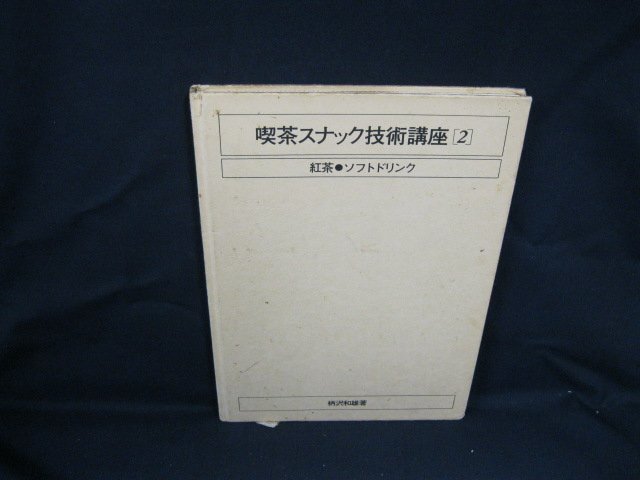 喫茶スナック技術講座[2]
紅茶●ソフトドリンク
柄沢和雄著